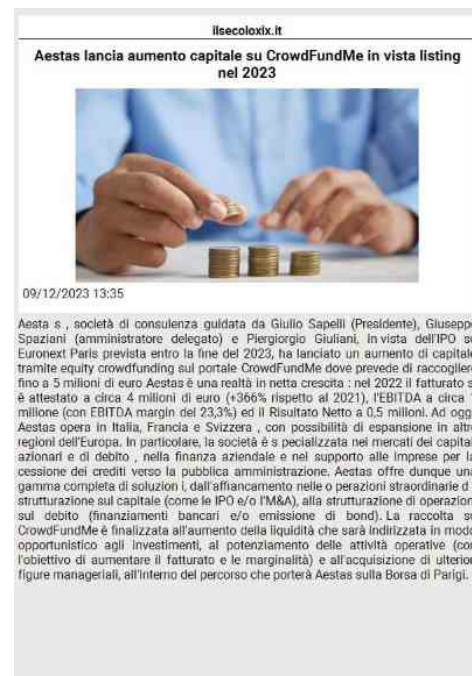 ilsecoloxix.it
Aestas lancia aumento capitale su CrowdFundMe in vista listing
nel 2023
09/12/2023 13:35
Aesta s , società di consulenza guidata da Giulio Sapelli (Presidente), Giuseppe
Spaziani (amministratore delegato) e Piergiorgio Giuliani, in vista dell'IPO su
Euronext Paris prevista entro la fine del 2023, ha lanciato un aumento di capitale
tramite equity crowdfunding sul portale CrowdFundMe dove prevede di raccogliere
fino a 5 milioni di euro Aestas è una realtà in netta crescita : nel 2022 il fatturato s
è attestato a circa 4 milioni di euro (+366% rispetto al 2021), l'EBITDA a circa 1
milione (con EBITDA margin del 23,3%) ed il Risultato Netto a 0,5 milioni. Ad ogg
Aestas opera in Italia, Francia e Svizzera , con possibilità di espansione in altre
regioni dell'Europa. In particolare, la società è s pecializzata nei mercati dei capital
azionari e di debito , nella finanza aziendale e nel supporto alle imprese per la
cessione dei crediti verso la pubblica amministrazione. Aestas offre dunque una
gamma completa di soluzion i, dall'affiancamento nelle o perazioni straordinarie d
strutturazione sul capitale (come le IPO e/o l'M&A), alla strutturazione di operazion
sul debito (finanziamenti bancari e/o emissione di bond). La raccolta su
CrowdFundMe è finalizzata all'aumento della liquidità che sarà indirizzata in modo
opportunistico agli investimenti, al potenziamento delle attività operative (con
l'obiettivo di aumentare il fatturato e le marginalità) e all'acquisizione di ulterior
figure manageriali, all'interno del percorso che porterà Aestas sulla Borsa di Parigi.